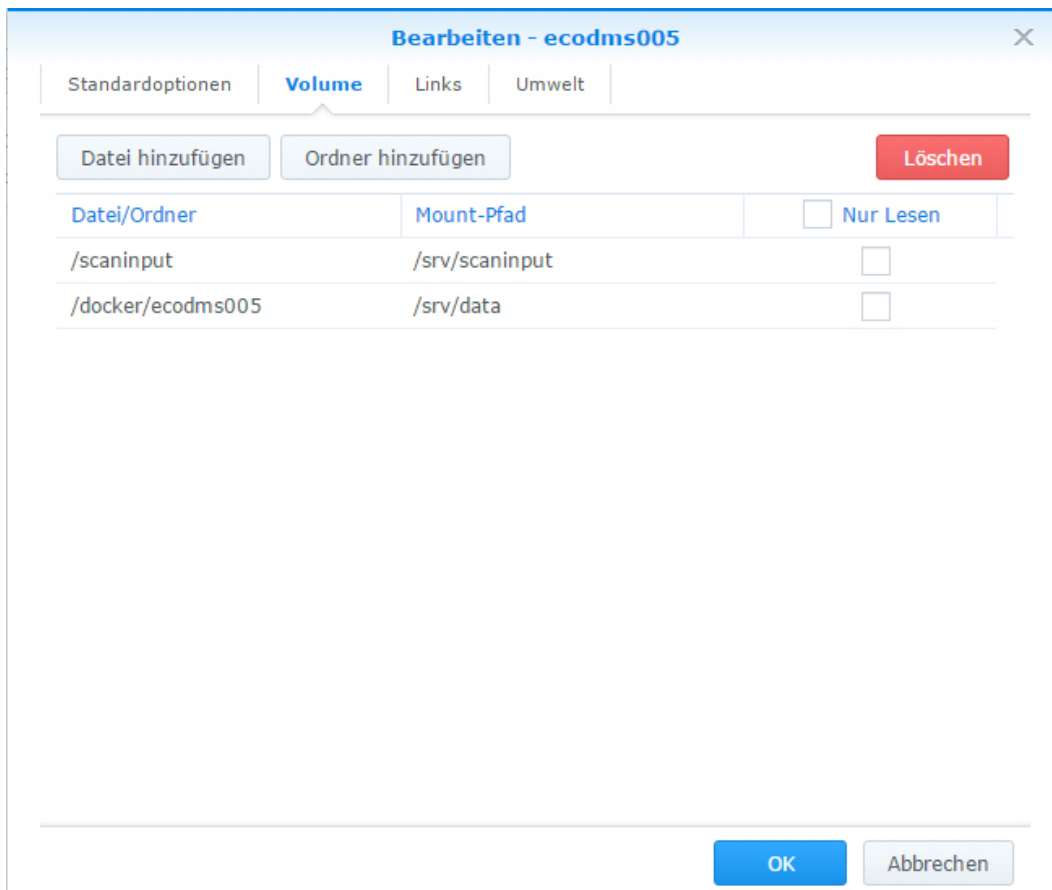 Bearbeiten - ecodms005
Standardoptionen Volume Links Umwelt
Datei hinzufügen Ordner hinzufügen Löschen
Datei/Ordner Mount-Pfad Nur Lesen
/scaninput /srv/scaninput
/docker/ecodms005 /srv/data
OK Abbrechen